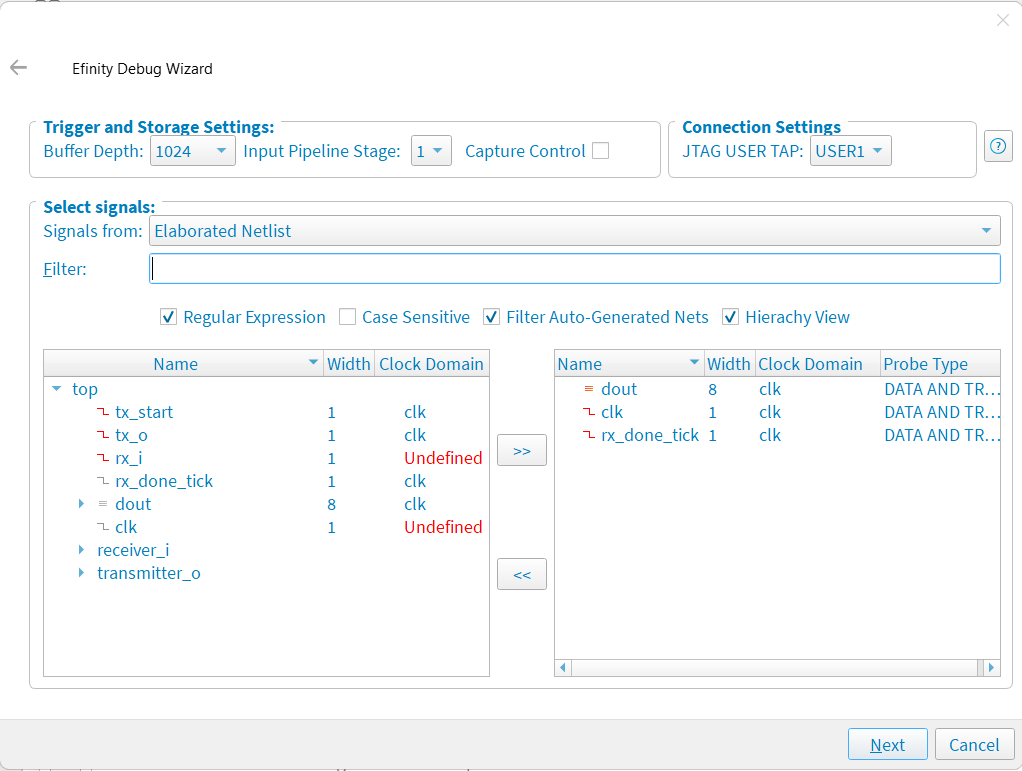 Efinity Debug Wizard
Trigger and Storage Settings:
Buffer Depth: 1024 Input Pipeline Stage: 1 Capture Control
Connection Settings
JTAG USER TAP: USER1
?
Select signals:
Signals from: Elaborated Netlist
Filter:
Regular Expression Case Sensitive Filter Auto-Generated Nets Hierachy View
Name Width Clock Domain
top
tx_start 1 clk
tx_o 1 clk
rx_i 1 Undefined
rx_done_tick 1 clk
dout 8 clk
clk 1 Undefined
receiver_i
transmitter_o
>>
<<
Name Width Clock Domain Probe Type
dout 8 clk DATA AND TR...
clk 1 clk DATA AND TR...
rx_done_tick 1 clk DATA AND TR...
Next Cancel